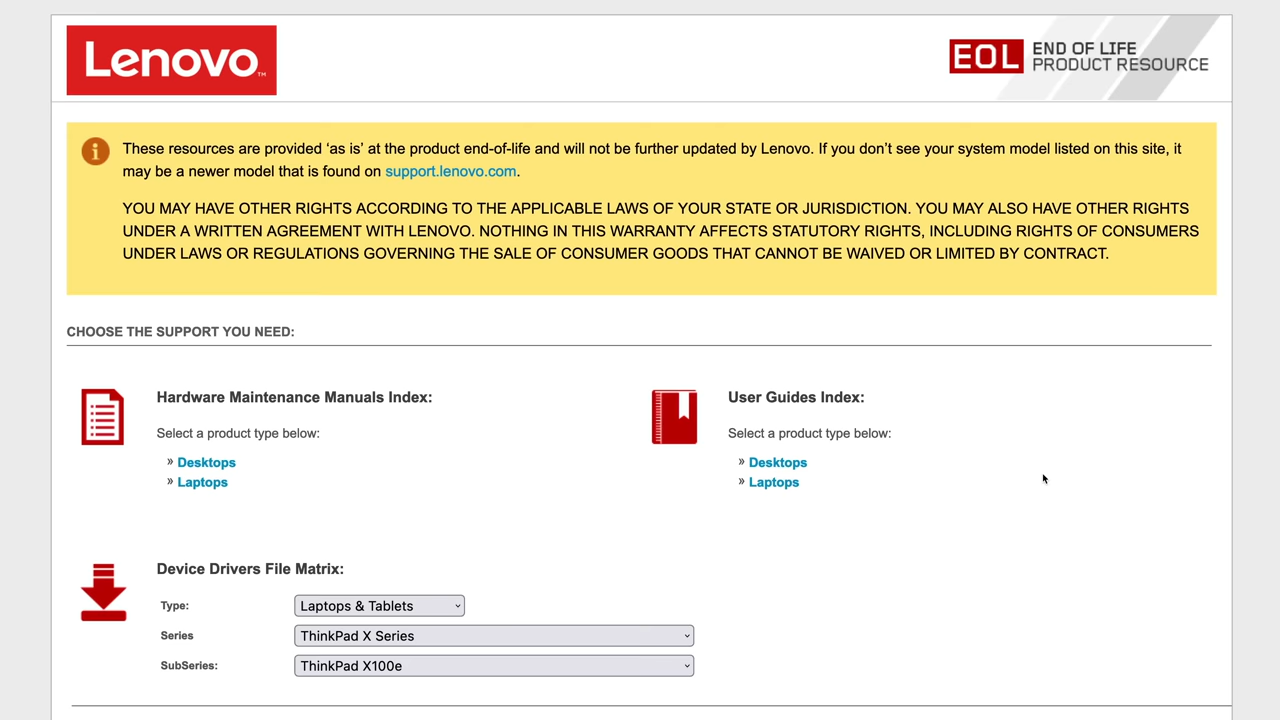 Lenovo™
EOL END OF LIFE
PRODUCT RESOURCE
i
These resources are provided ‘as is’ at the product end-of-life and will not be further updated by Lenovo. If you don’t see your system model listed on this site, it
may be a newer model that is found on support.lenovo.com.
YOU MAY HAVE OTHER RIGHTS ACCORDING TO THE APPLICABLE LAWS OF YOUR STATE OR JURISDICTION. YOU MAY ALSO HAVE OTHER RIGHTS
UNDER A WRITTEN AGREEMENT WITH LENOVO. NOTHING IN THIS WARRANTY AFFECTS STATUTORY RIGHTS, INCLUDING RIGHTS OF CONSUMERS
UNDER LAWS OR REGULATIONS GOVERNING THE SALE OF CONSUMER GOODS THAT CANNOT BE WAIVED OR LIMITED BY CONTRACT.
CHOOSE THE SUPPORT YOU NEED:
Hardware Maintenance Manuals Index:
Select a product type below:
» Desktops
» Laptops
User Guides Index:
Select a product type below:
» Desktops
» Laptops
Device Drivers File Matrix:
Type: Laptops & Tablets
Series ThinkPad X Series
SubSeries: ThinkPad X100e